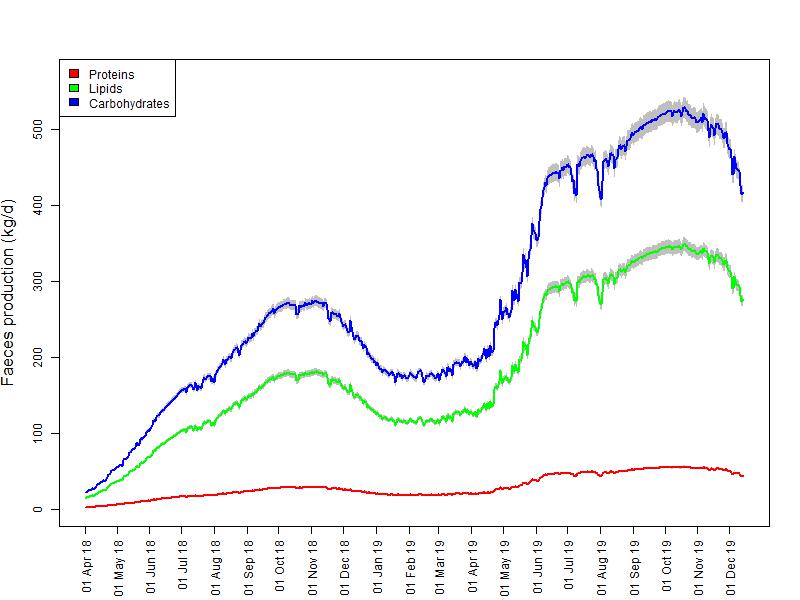 Proteins
Lipids
Carbohydrates
Faeces production (kg/d)
500
400
300
200
100
0
01 Apr 18
01 May 18
01 Jun 18
01 Jul 18
01 Aug 18
01 Sep 18
01 Oct 18
01 Nov 18
01 Dec 18
01 Jan 19
01 Feb 19
01 Mar 19
01 Apr 19
01 May 19
01 Jun 19
01 Jul 19
01 Aug 19
01 Sep 19
01 Oct 19
01 Nov 19
01 Dec 19